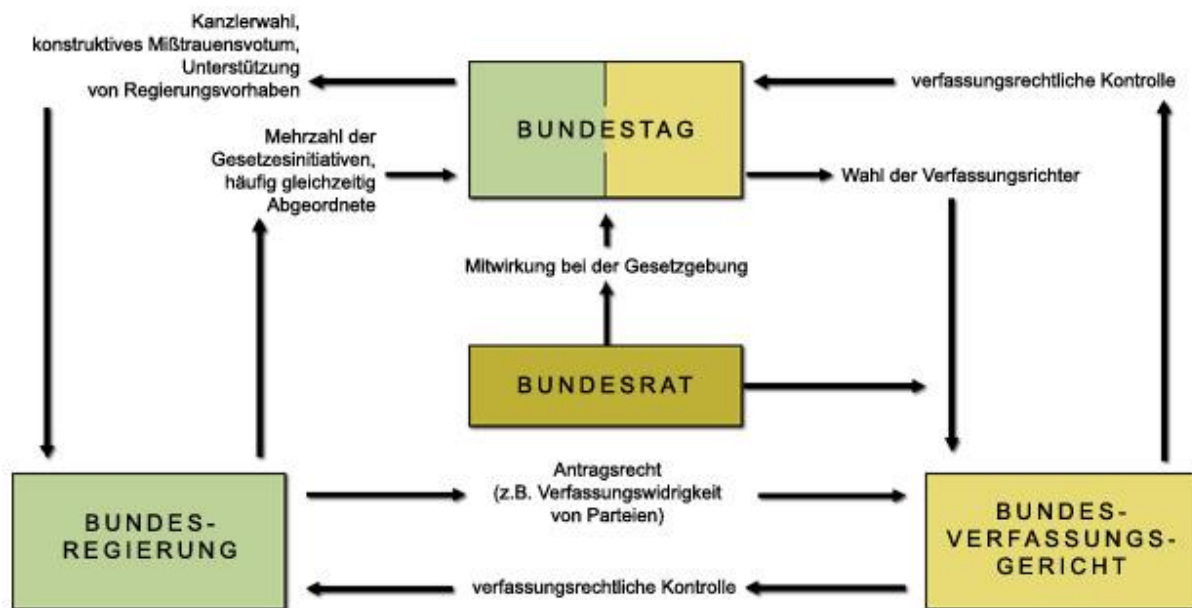 Kanzlerwahl,
konstruktives Mißtrauensvotum,
Unterstützung
von Regierungsvorhaben
BUNDESTAG
verfassungsrechtliche Kontrolle
Mehrzahl der
Gesetzesinitiativen,
häufig gleichzeitig
Abgeordnete
Wahl der Verfassungsrichter
Mitwirkung bei der Gesetzgebung
BUNDESRAT
BUNDES-
REGIERUNG
Antragsrecht
(z.B. Verfassungswidrigkeit
von Parteien)
BUNDES-
VERFASSUNGS-
GERICHT
verfassungsrechtliche Kontrolle